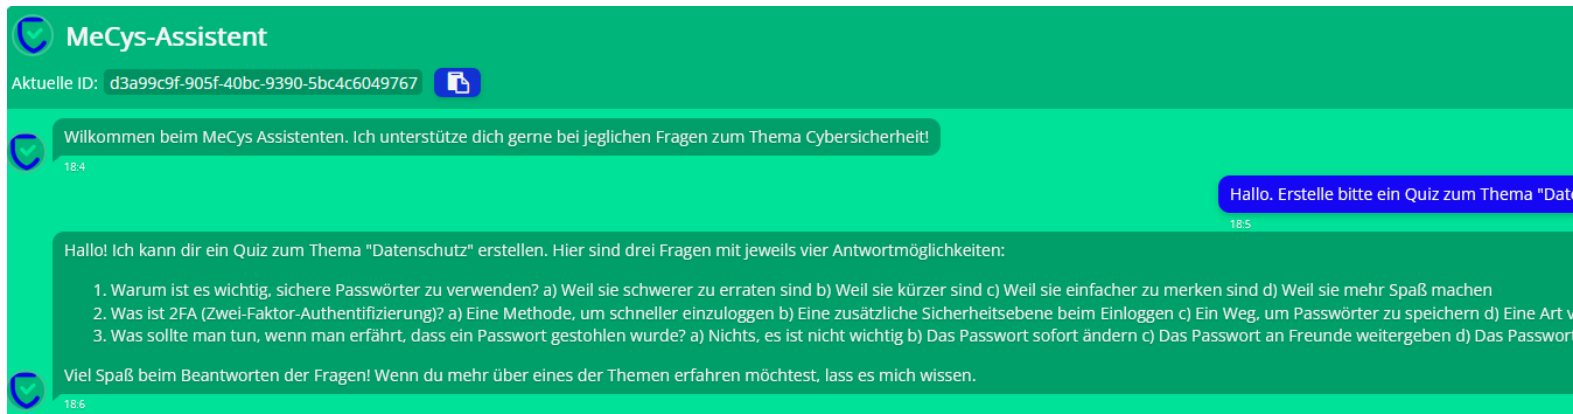 MeCys-Assistent
Aktuelle ID: d3a99c9f-905f-40bc-9390-5bc4c6049767
Wilkommen beim MeCys Assistenten. Ich unterstütze dich gerne bei jeglichen Fragen zum Thema Cybersicherheit!
18:4
Hallo. Erstelle bitte ein Quiz zum Thema "Date
18:5
Hallo! Ich kann dir ein Quiz zum Thema "Datenschutz" erstellen. Hier sind drei Fragen mit jeweils vier Antwortmöglichkeiten:
1. Warum ist es wichtig, sichere Passwörter zu verwenden? a) Weil sie schwerer zu erraten sind b) Weil sie kürzer sind c) Weil sie einfacher zu merken sind d) Weil sie mehr Spaß machen
2. Was ist 2FA (Zwei-Faktor-Authentifizierung)? a) Eine Methode, um schneller einzuloggen b) Eine zusätzliche Sicherheitsebene beim Einloggen c) Ein Weg, um Passwörter zu speichern d) Eine Art v
3. Was sollte man tun, wenn man erfährt, dass ein Passwort gestohlen wurde? a) Nichts, es ist nicht wichtig b) Das Passwort sofort ändern c) Das Passwort an Freunde weitergeben d) Das Passwort
Viel Spaß beim Beantworten der Fragen! Wenn du mehr über eines der Themen erfahren möchtest, lass es mich wissen.
18:6